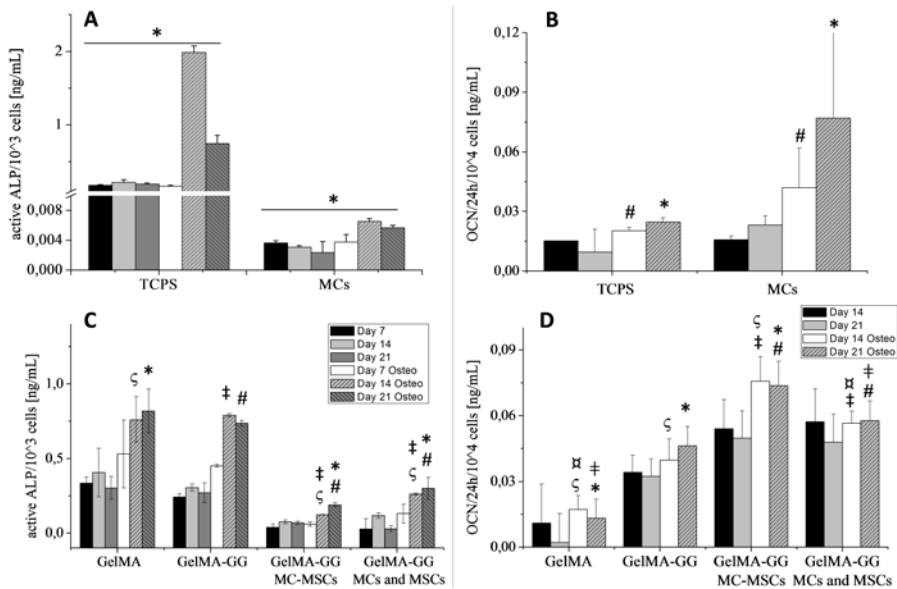 A
*
active ALP/10^3 cells [ng/mL]
2
1
0,008
0,004
0,000
*
TCPS
MCs
B
OCN/24h/10^4 cells [ng/mL]
0,12
0,09
0,06
0,03
0,00
#
*
#
*
TCPS
MCs
C
Day 7
Day 14
Day 21
Day 7 Osteo
Day 14 Osteo
Day 21 Osteo
active ALP/10^3 cells [ng/mL]
1,0
0,5
0,0
ς
*
‡
#
‡
ς
*
#
‡
ς
*
#
GelMA
GelMA-GG
GelMA-GG
MC-MSCs
GelMA-GG
MCs and MSCs
D
Day 14
Day 21
Day 14 Osteo
Day 21 Osteo
OCN/24h/10^4 cells [ng/mL]
0,09
0,06
0,03
0,00
¤
ς
ǂ
*
ς
*
ς
‡
*
#
¤
‡
ǂ
#
GelMA
GelMA-GG
GelMA-GG
MC-MSCs
GelMA-GG
MCs and MSCs